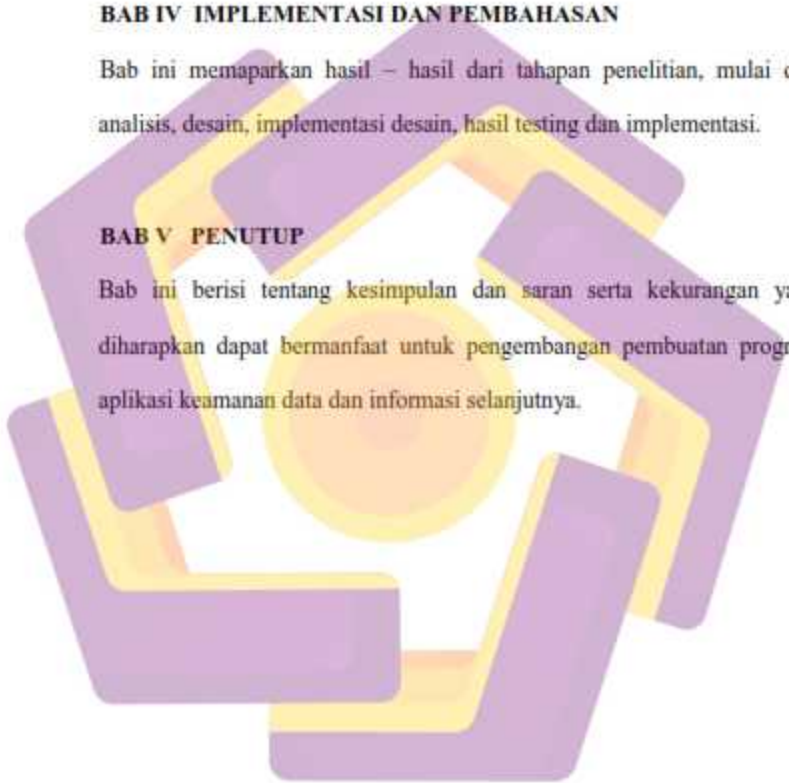 BAB IV IMPLEMENTASI DAN PEMBAHASAN
Bab ini memaparkan hasil – hasil dari tahapan penelitian, mulai
analisis, desain, implementasi desain, hasil testing dan implementasi.
BAB V PENUTUP
Bab ini berisi tentang kesimpulan dan saran serta kekurangan
diharapkan dapat bermanfaat untuk pengembangan pembuatan
aplikasi keamanan data dan informasi selanjutnya.